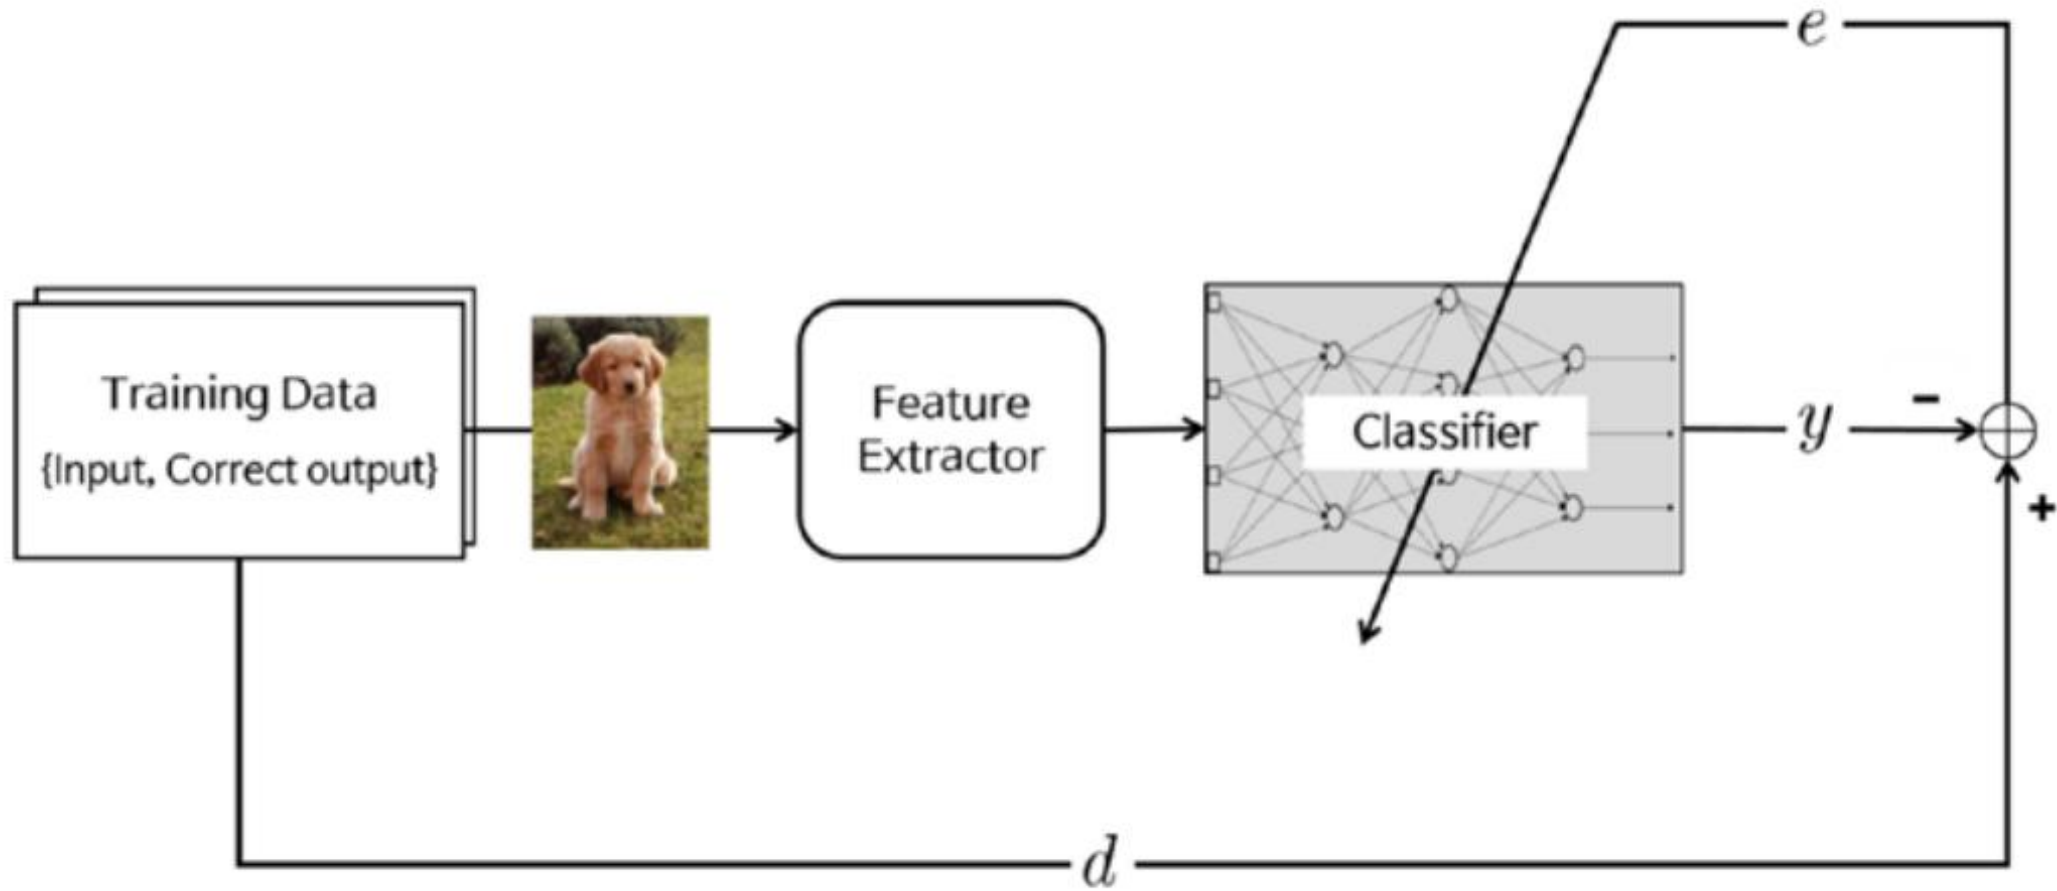 e
Training Data
{Input, Correct output}
Feature
Extractor
Classifier
y
-
+
d